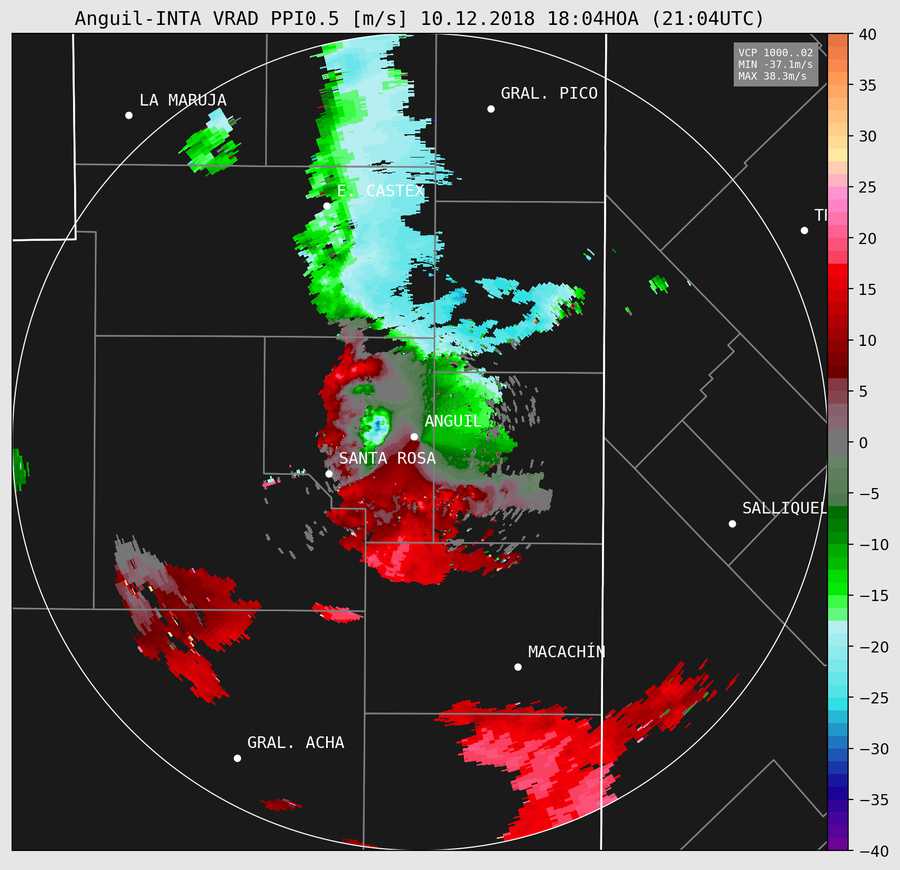 Anguil-INTA VRAD PPI0.5 [m/s] 10.12.2018 18:04HOA (21:04UTC)
VCP 1000..02
MIN -37.1m/s
MAX 38.3m/s
LA MARUJA
GRAL. PICO
E. CASTEX
ANGUIL
SANTA ROSA
SALLIQUEL
MACACHÍN
GRAL. ACHA
40
35
30
25
20
15
10
5
0
−5
−10
−15
−20
−25
−30
−35
−40